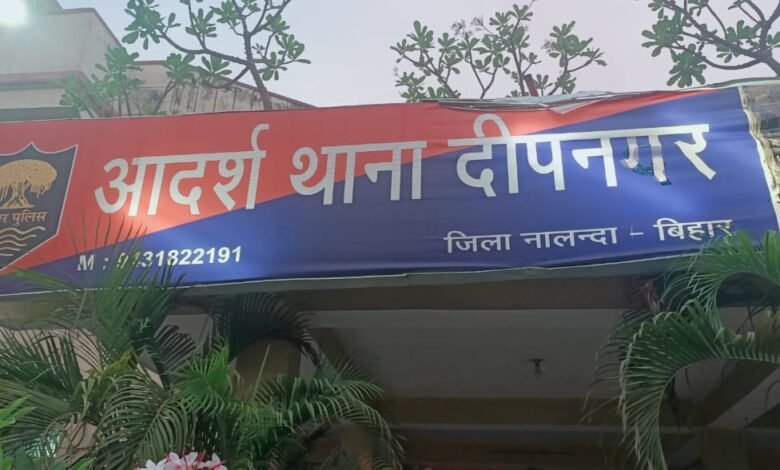 आदर्श थाना दीपनगर
र पुलिस
M : 9431822191
जिला नालन्दा - बिहार